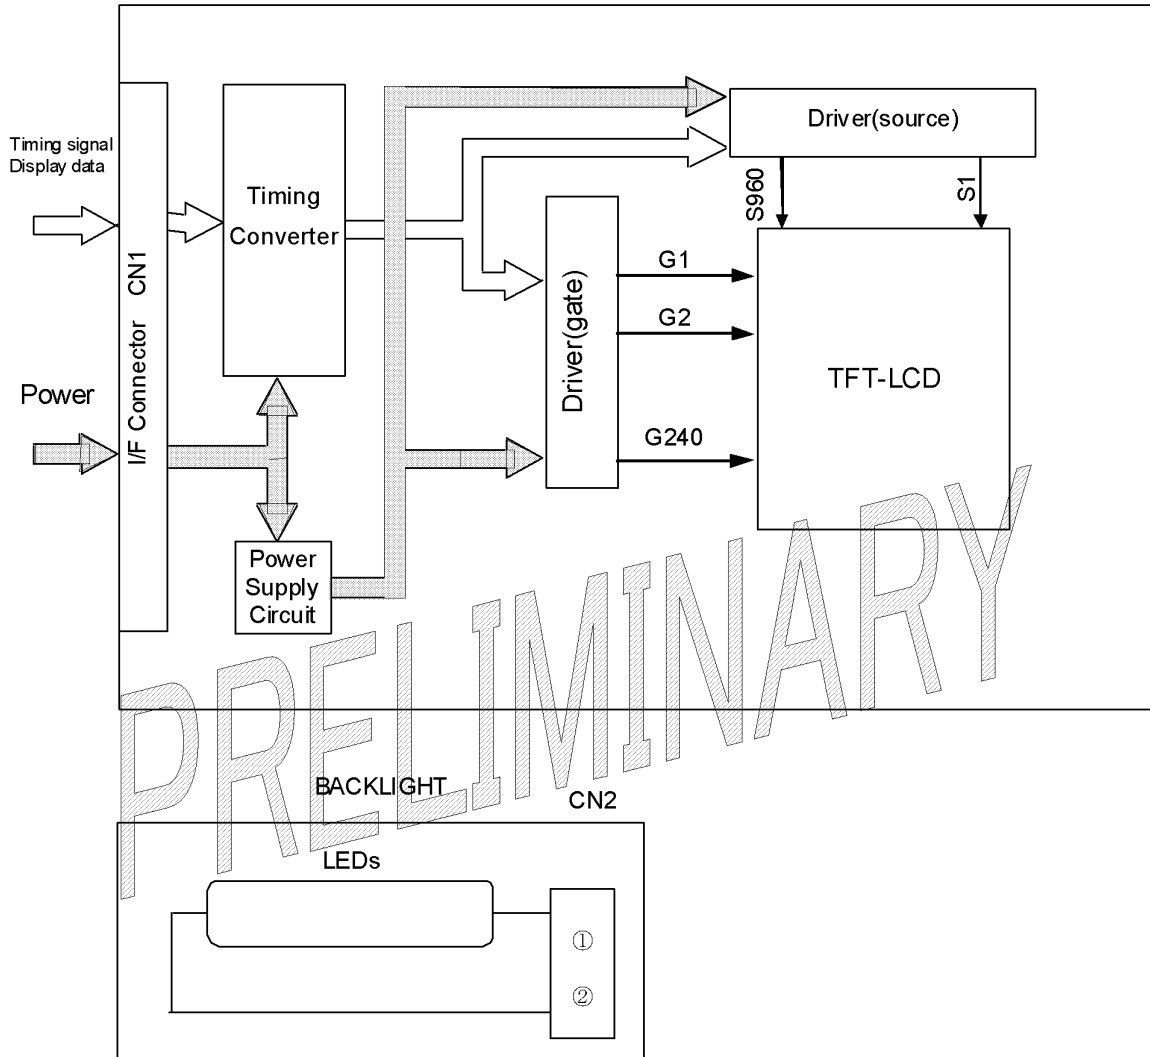 Timing signal
Display data
Power
I/F Connector CN1
Timing
Converter
Power
Supply
Circuit
Driver(source)
S960
S1
Driver(gate)
G1
G2
G240
TFT-LCD
PRELIMINARY
BACKLIGHT
CN2
LEDs
①
②